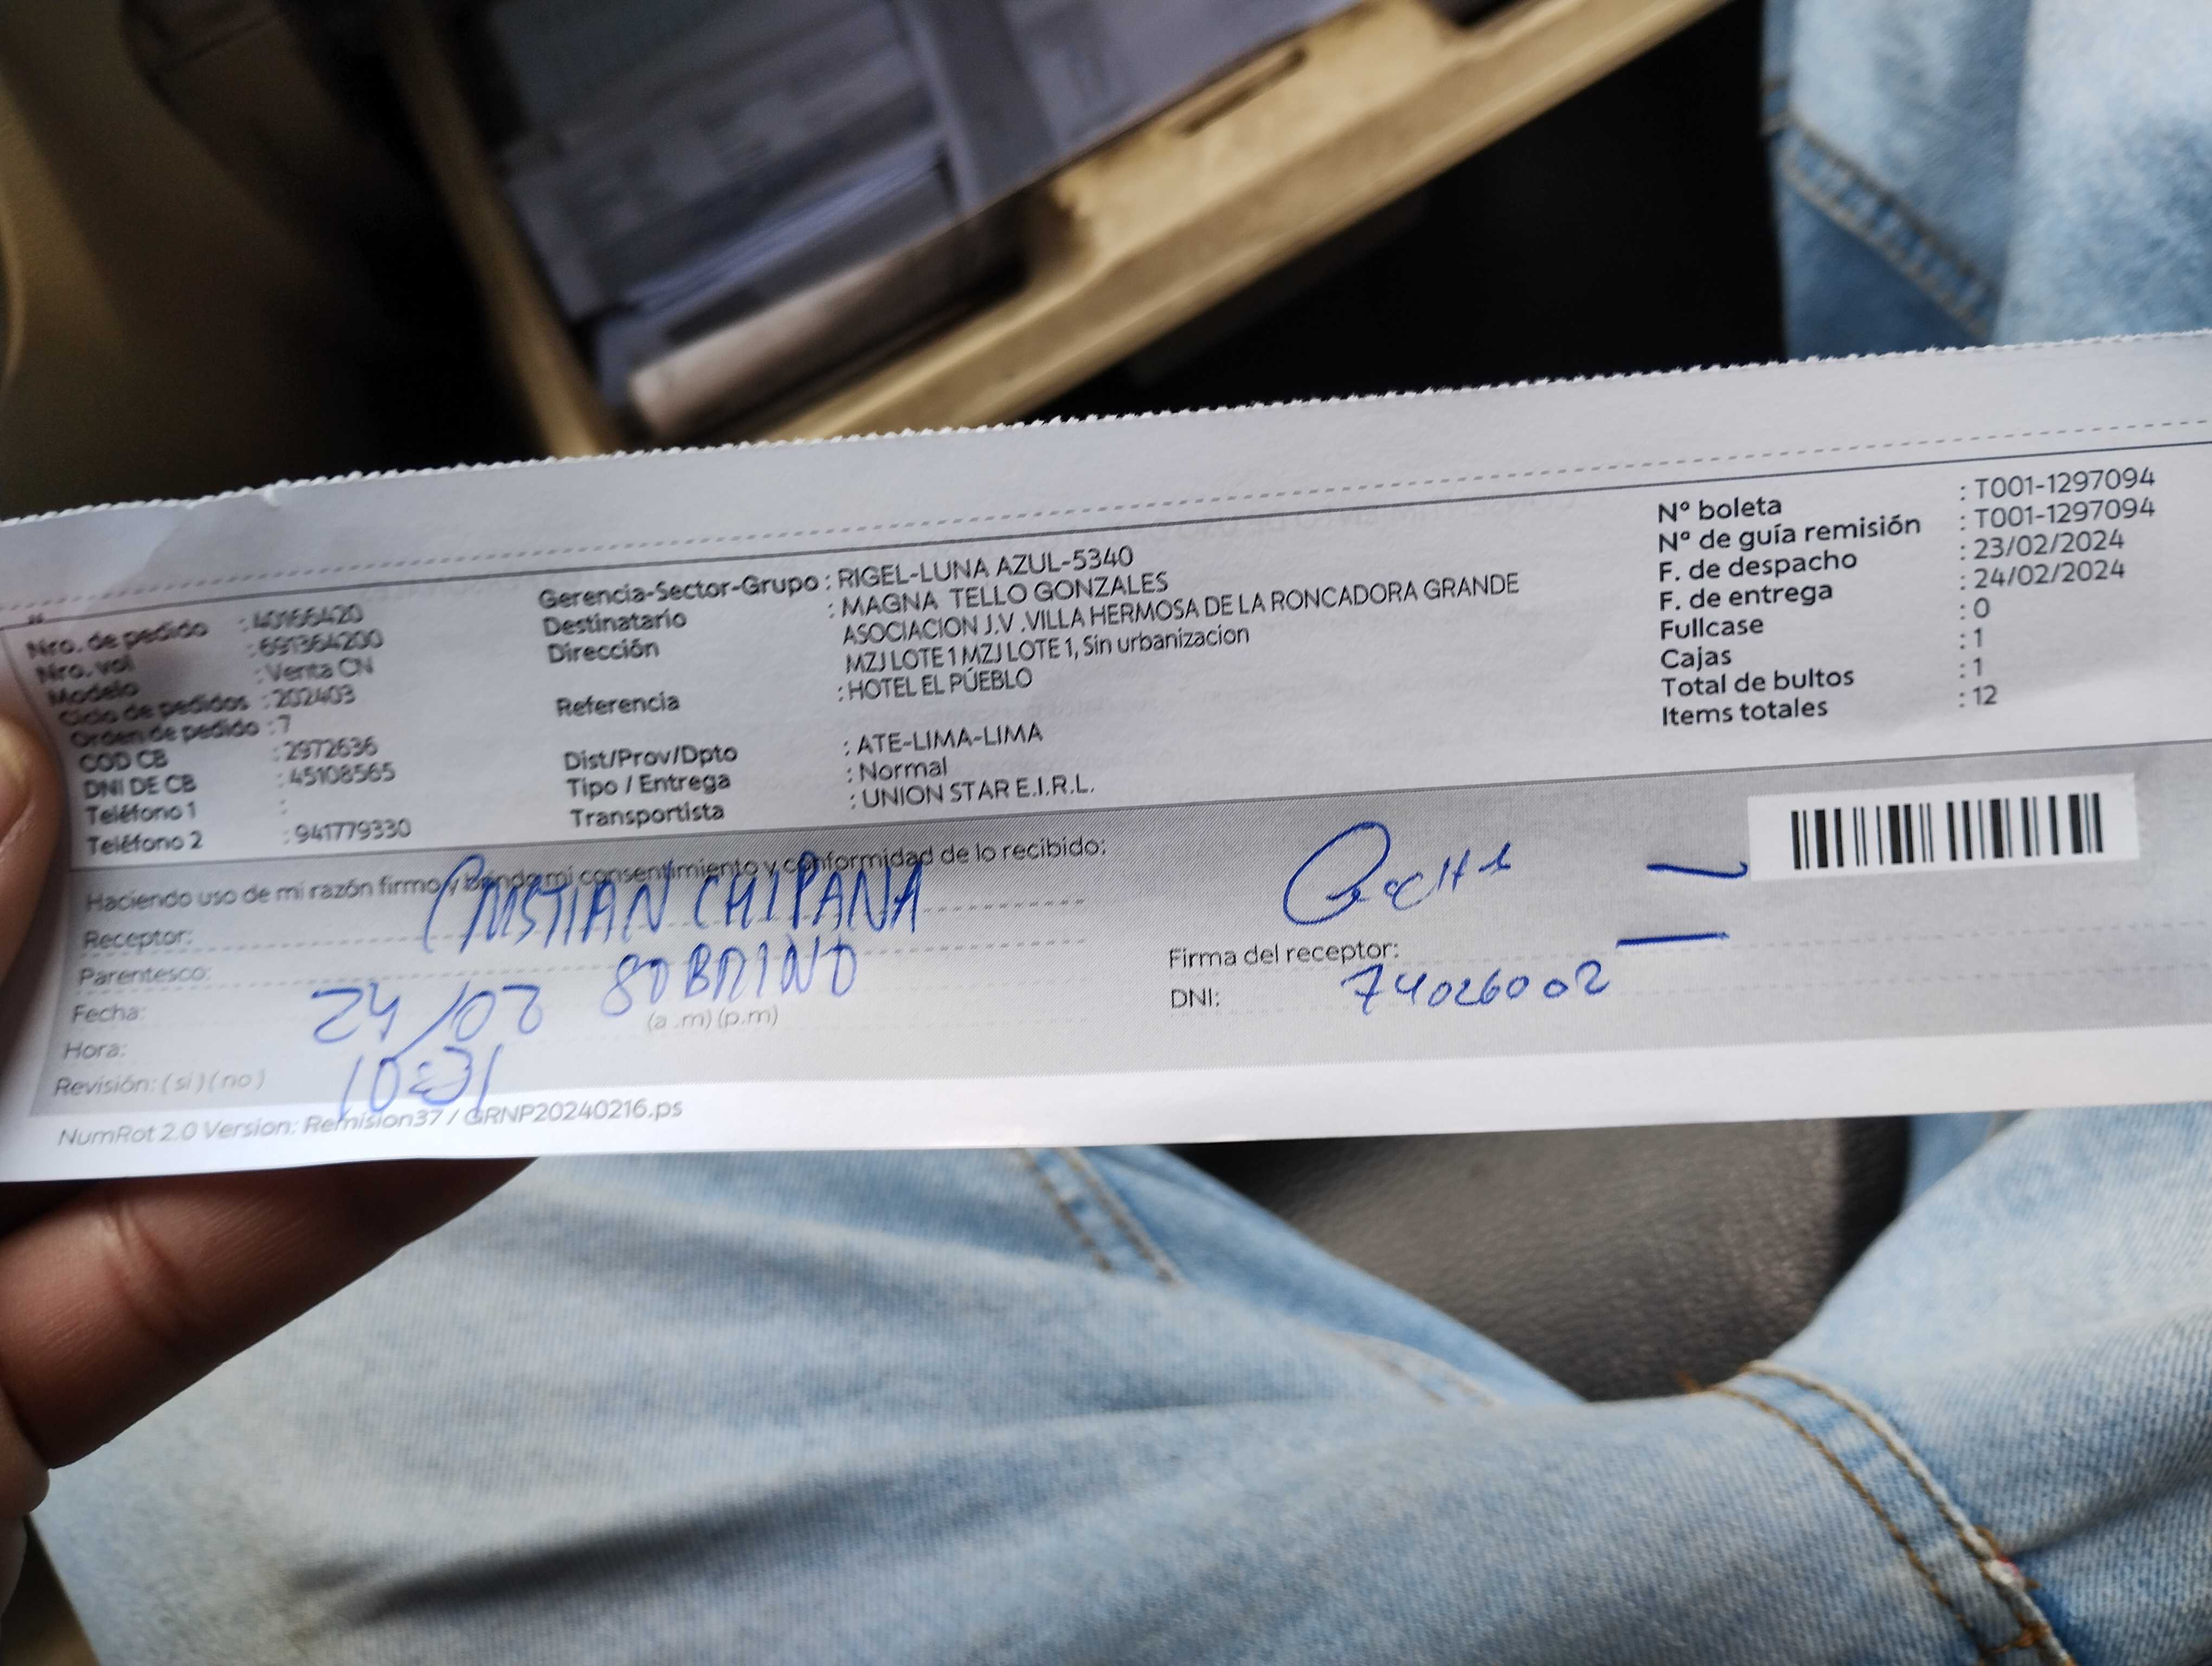 Nro. de pedido : 40166420
Nro. vol : 691364200
Modelo : Venta CN
Ciclo de pedidos : 202403
Orden de pedido : 7
COD CB : 2972636
DNI DE CB : 45108565
Teléfono 1 :
Teléfono 2 : 941779330
Gerencia-Sector-Grupo : RIGEL-LUNA AZUL-5340
Destinatario : MAGNA TELLO GONZALES
Dirección ASOCIACION J.V .VILLA HERMOSA DE LA RONCADORA GRANDE
MZJ LOTE 1 MZJ LOTE 1, Sin urbanizacion
Referencia : HOTEL EL PÚEBLO
Dist/Prov/Dpto : ATE-LIMA-LIMA
Tipo / Entrega : Normal
Transportista : UNION STAR E.I.R.L.
N° boleta : T001-1297094
N° de guía remisión : T001-1297094
F. de despacho : 23/02/2024
F. de entrega : 24/02/2024
Fullcase : 0
Cajas : 1
Total de bultos : 1
Items totales : 12
Haciendo uso de mi razón firmo y brindo mi consentimiento y conformidad de lo recibido:
Receptor: CRISTIAN CHIPANA
Parentesco: SOBRINO
Fecha: 24/02
Hora: 10:31 (a .m) (p.m)
Revisión: ( si ) ( no )
Firma del receptor:
DNI: 74026002
NumRot 2.0 Version: Remision37 / GRNP20240216.ps